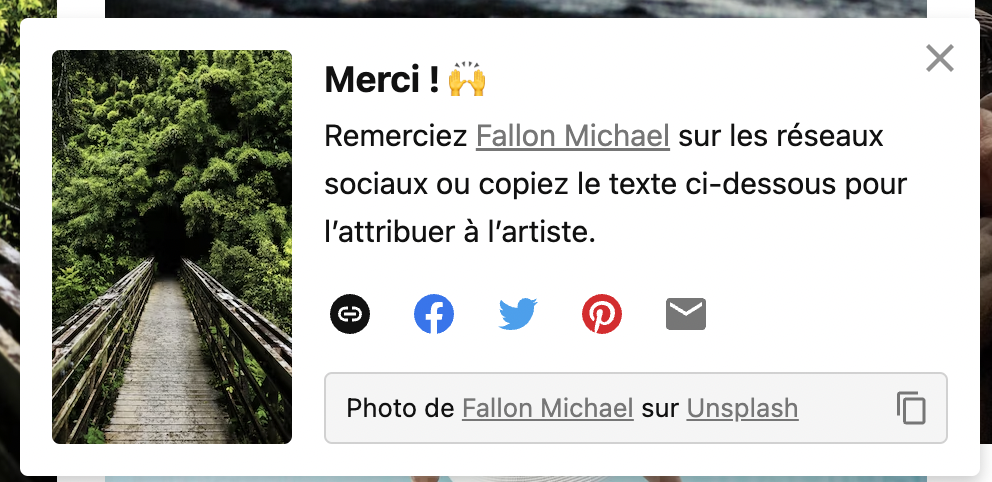 Merci ! 🙌
Remerciez Fallon Michael sur les réseaux
sociaux ou copiez le texte ci-dessous pour
l’attribuer à l’artiste.
Photo de Fallon Michael sur Unsplash